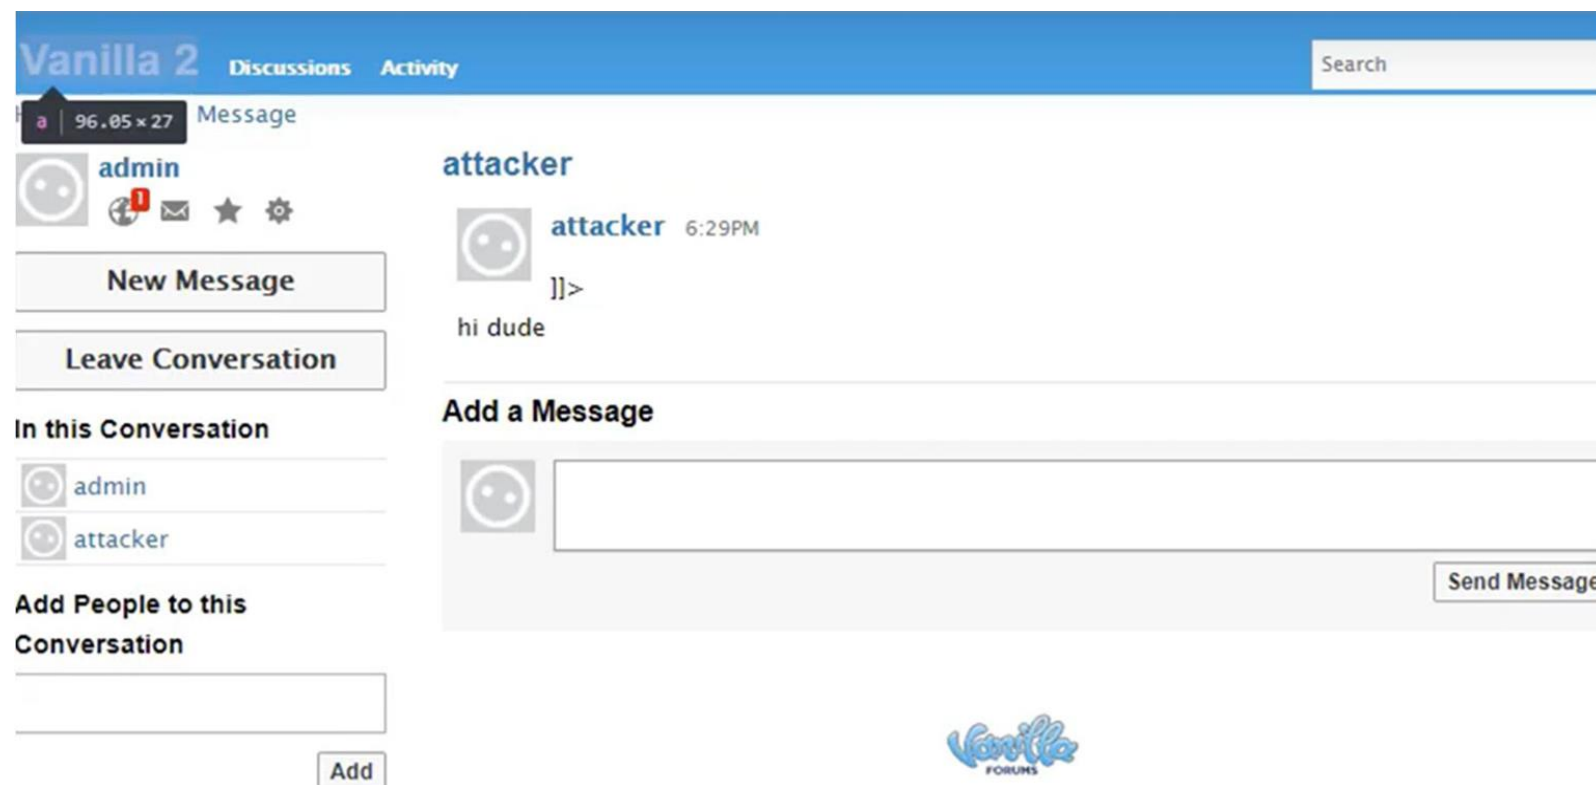 Vanilla 2 Discussions Activity
Search
a 96.05 × 27
Message
admin
1
New Message
Leave Conversation
In this Conversation
admin
attacker
Add People to this
Conversation
Add
attacker
attacker 6:29PM
]]>
hi dude
Add a Message
Send Message
Vanilla
FORUMS